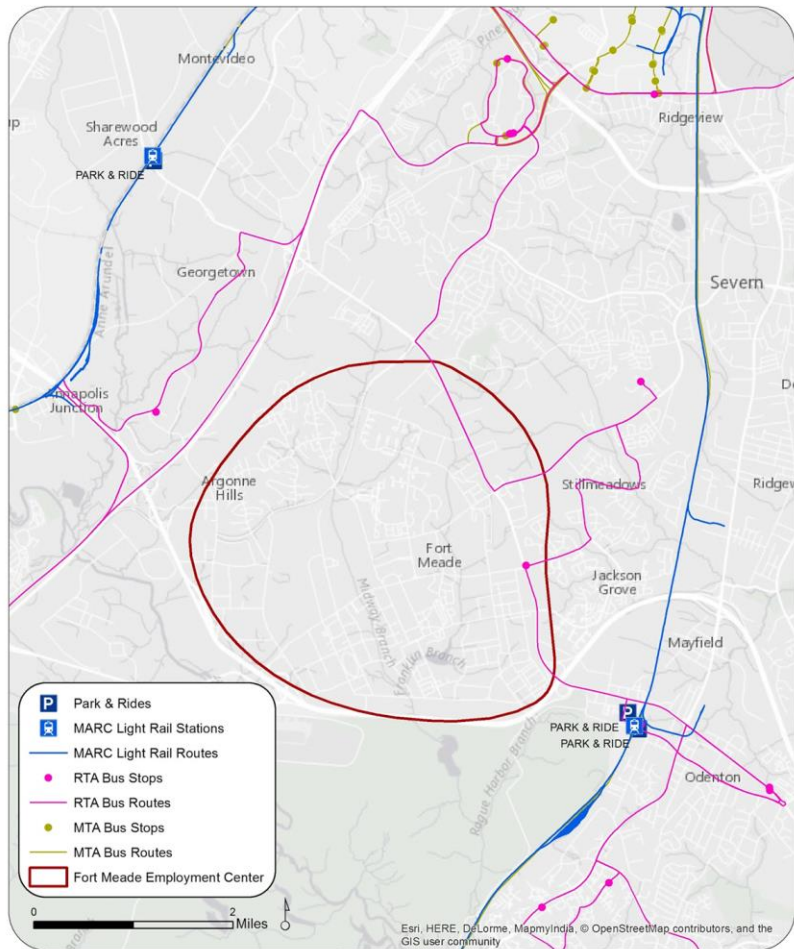 Montevideo
Pines
up
Sharewood
Acres
Ridgeview
PARK & RIDE
Anne Arundel
Georgetown
Severn
Annapolis
Junction
Argonne
Hills
Stillmeadows
Ridgew
Fort
Meade
Jackson
Grove
Midway Branch
Franklin Branch
Mayfield
Rogue Harbor Branch
PARK & RIDE
PARK & RIDE
Odenton
P Park & Rides
MARC Light Rail Stations
MARC Light Rail Routes
RTA Bus Stops
RTA Bus Routes
MTA Bus Stops
MTA Bus Routes
Fort Meade Employment Center
0 2
Miles
Esri, HERE, DeLorme, MapmyIndia, © OpenStreetMap contributors, and the
GIS user community